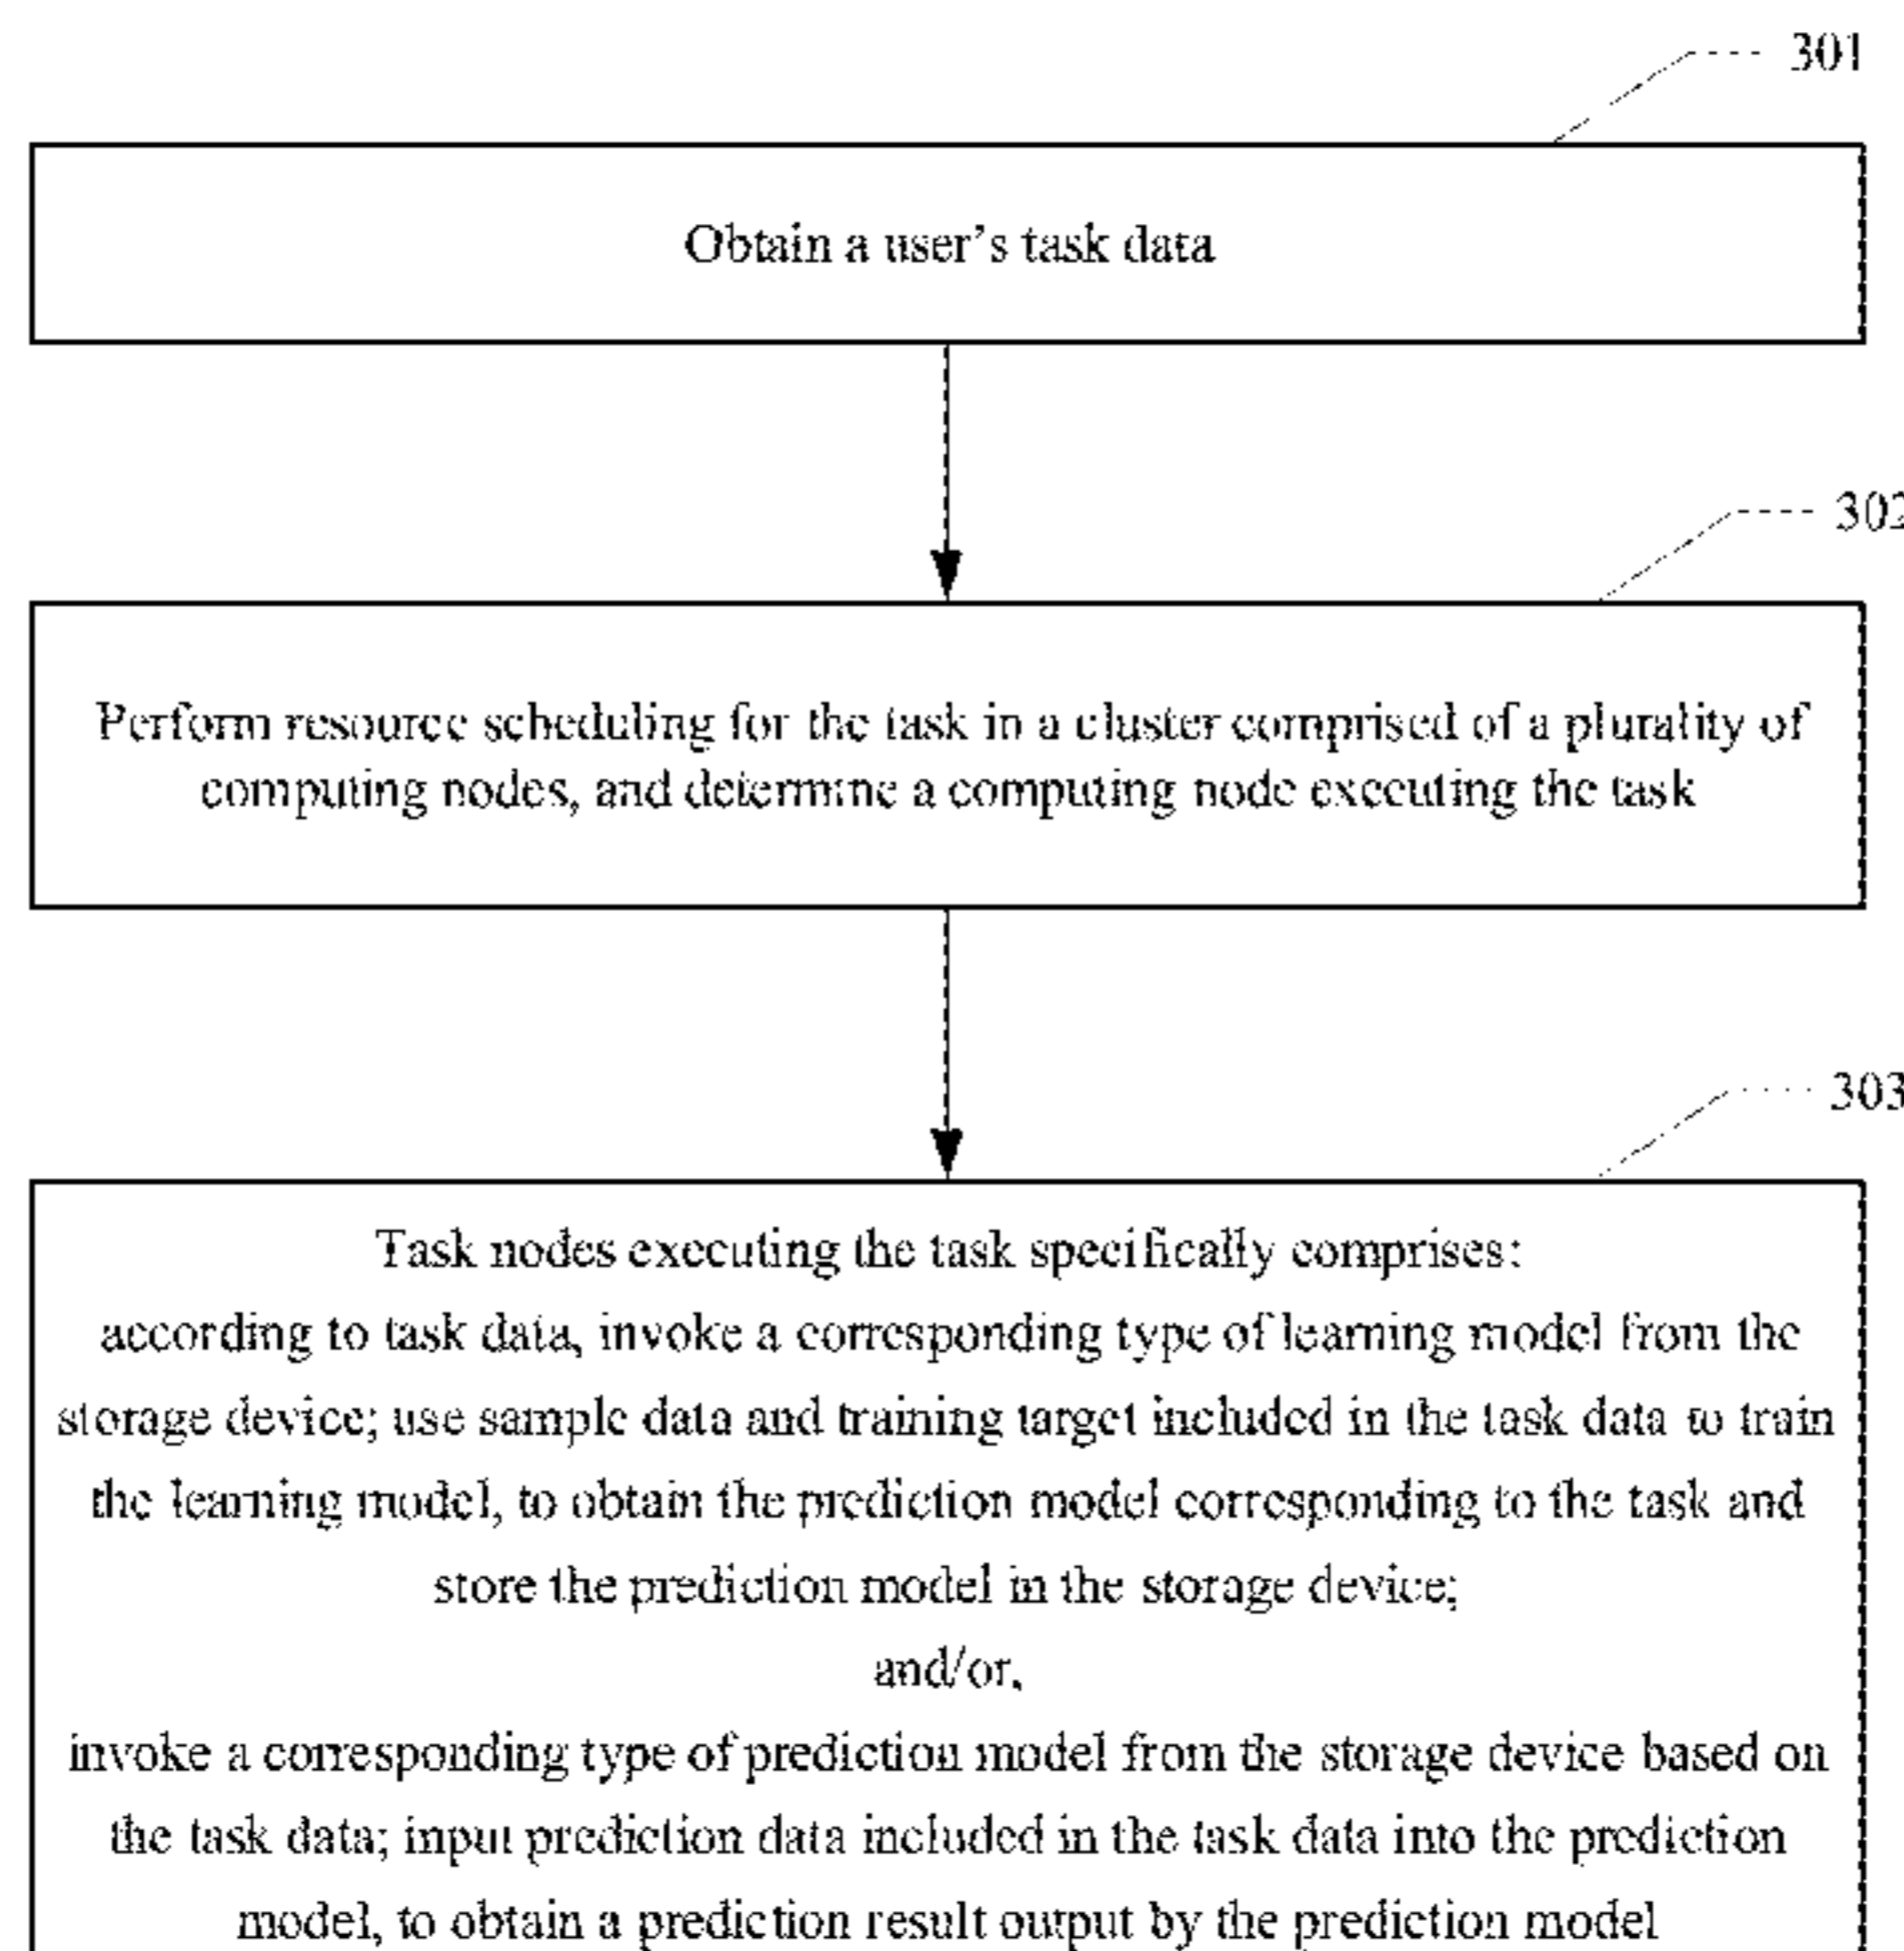 301
Obtain a user's task data
302
Perform resource scheduling for the task in a cluster comprised of a plurality of
computing nodes, and determine a computing node executing the task
303
Task nodes executing the task specifically comprises:
according to task data, invoke a corresponding type of learning model from the
storage device; use sample data and training target included in the task data to train
the learning model, to obtain the prediction model corresponding to the task and
store the prediction model in the storage device;
and/or,
invoke a corresponding type of prediction model from the storage device based on
the task data; input prediction data included in the task data into the prediction
model, to obtain a prediction result output by the prediction model